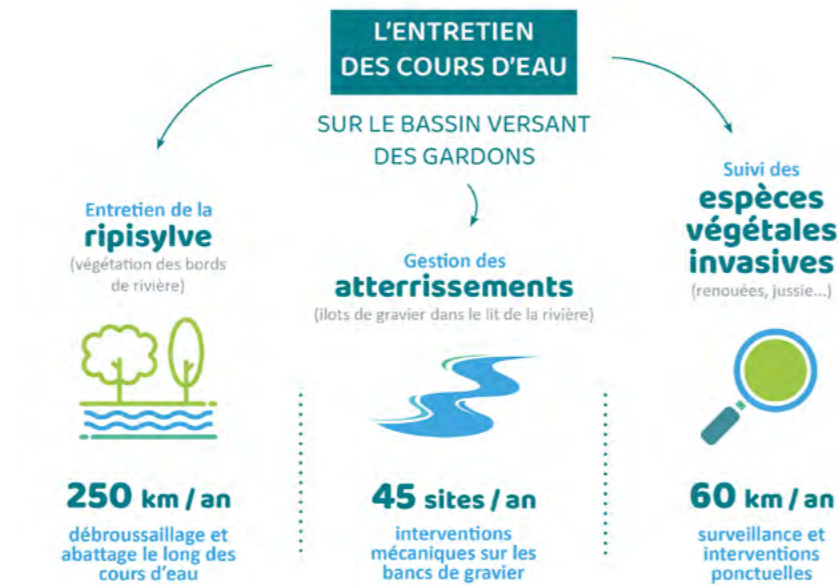 L'ENTRETIEN
DES COURS D'EAU
SUR LE BASSIN VERSANT
DES GARDONS
Entretien de la
ripisylve
(végétation des bords
de rivière)
250 km / an
débroussaillage et
abattage le long des
cours d'eau
Gestion des
atterrissements
(ilots de gravier dans le lit de la rivière)
45 sites / an
interventions
mécaniques sur les
bancs de gravier
Suivi des
espèces
végétales
invasives
(renouées, jussie...)
60 km / an
surveillance et
interventions
ponctuelles